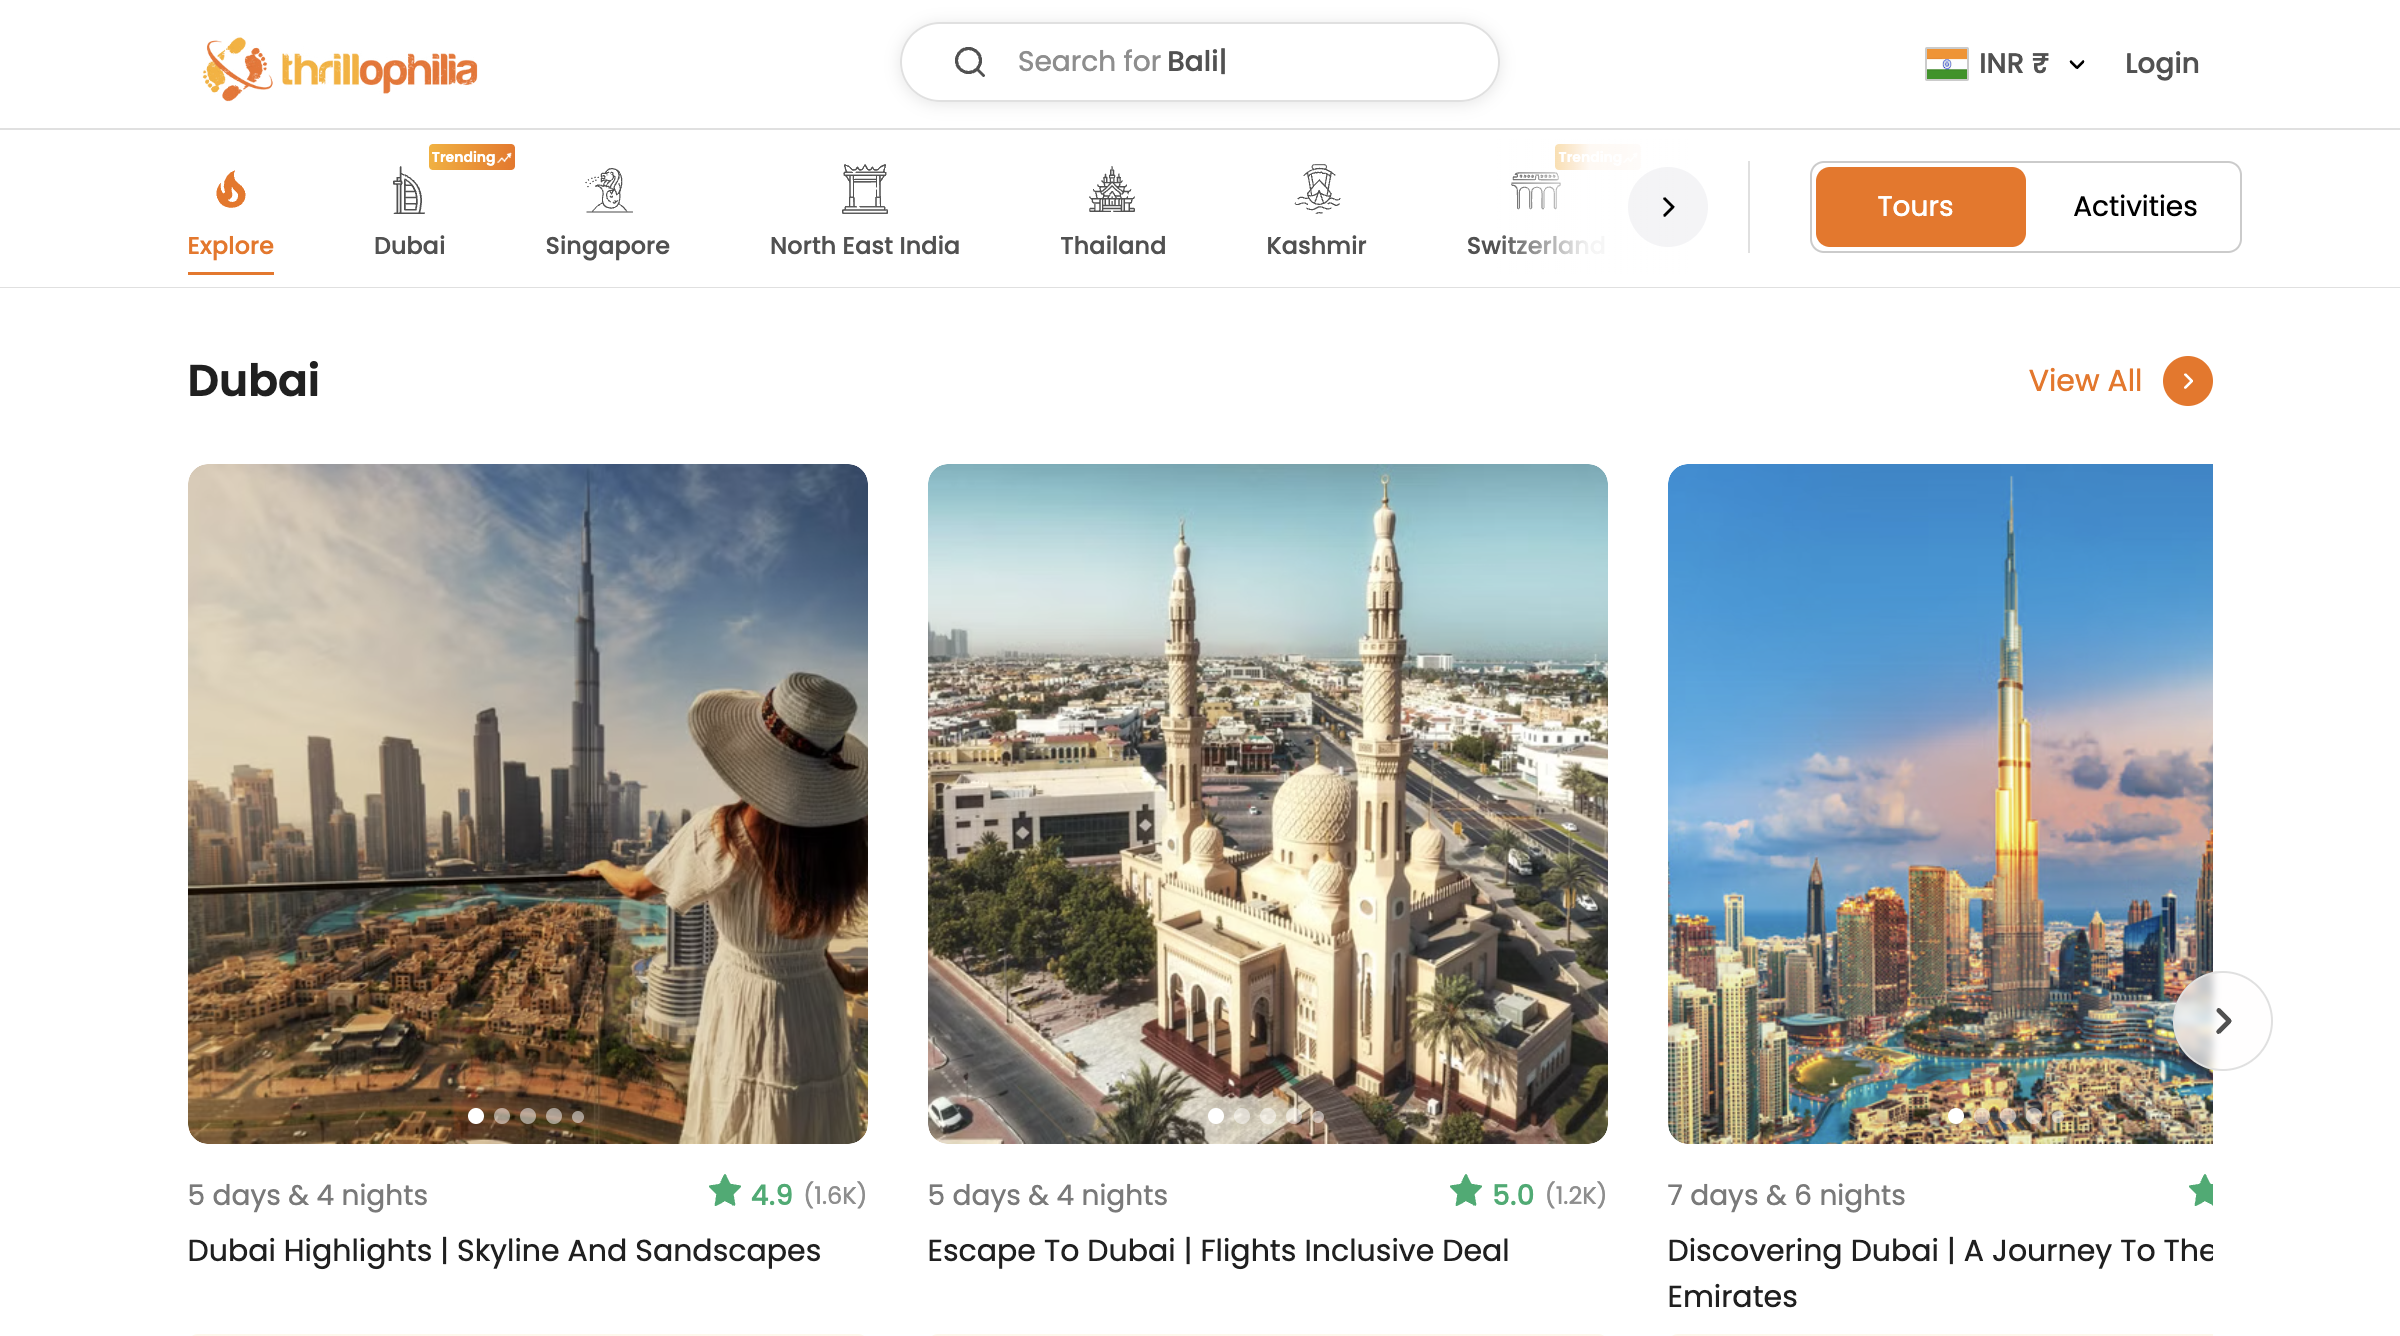 thrillophilia
Search for Bali|
INR ₹
Login
Trending
Trending
Explore
Dubai
Singapore
North East India
Thailand
Kashmir
Switzerland
Tours
Activities
Dubai
View All
5 days & 4 nights
4.9 (1.6K)
Dubai Highlights | Skyline And Sandscapes
5 days & 4 nights
5.0 (1.2K)
Escape To Dubai | Flights Inclusive Deal
7 days & 6 nights
Discovering Dubai | A Journey To The
Emirates